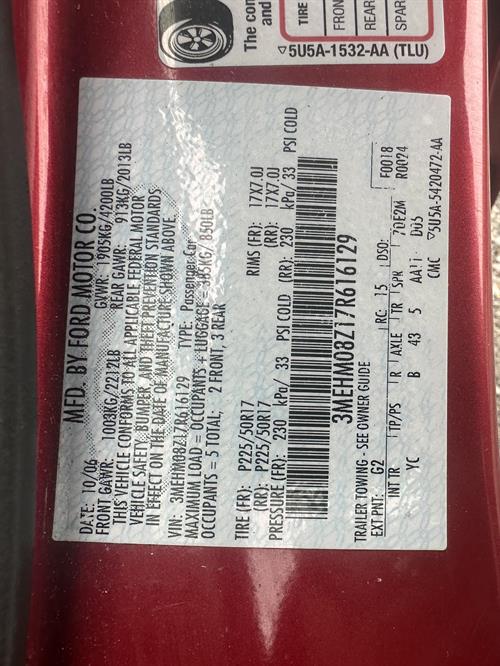 The con
and
TIRE
FRON
REAR
SPAR
▽5U5A-1532-AA (TLU)
MFD. BY FORD MOTOR CO.
DATE: 10/06 GVWR: 1905KG/4200LB
FRONT GAWR: 1003KG/2212LB REAR GAWR: 913KG/2013LB
THIS VEHICLE CONFORMS TO ALL APPLICABLE FEDERAL MOTOR
VEHICLE SAFETY, BUMPER, AND THEFT PREVENTION STANDARDS
IN EFFECT ON THE DATE OF MANUFACTURE SHOWN ABOVE.
VIN: 3MEHM08Z17R616129 TYPE: Passenger Car
MAXIMUM LOAD = OCCUPANTS + LUGGAGE = 385KG/850LB
OCCUPANTS = 5 TOTAL; 2 FRONT, 3 REAR
TIRE (FR): P225/50R17 RIMS (FR): 17X7.0J
(RR): P225/50R17 (RR): 17X7.0J
PRESSURE (FR): 230 kPa/ 33 PSI COLD (RR): 230 kPa/ 33 PSI COLD
3MEHM08Z17R616129
TRAILER TOWING - SEE OWNER GUIDE
EXT PNT: G2 RC: 15 DSO: F0018
70F2M R0024
INT TR TP/PS R AXLE TR SPR
YC B 43 5 AA11 D05
CMC ▽5U5A-5420472-AA